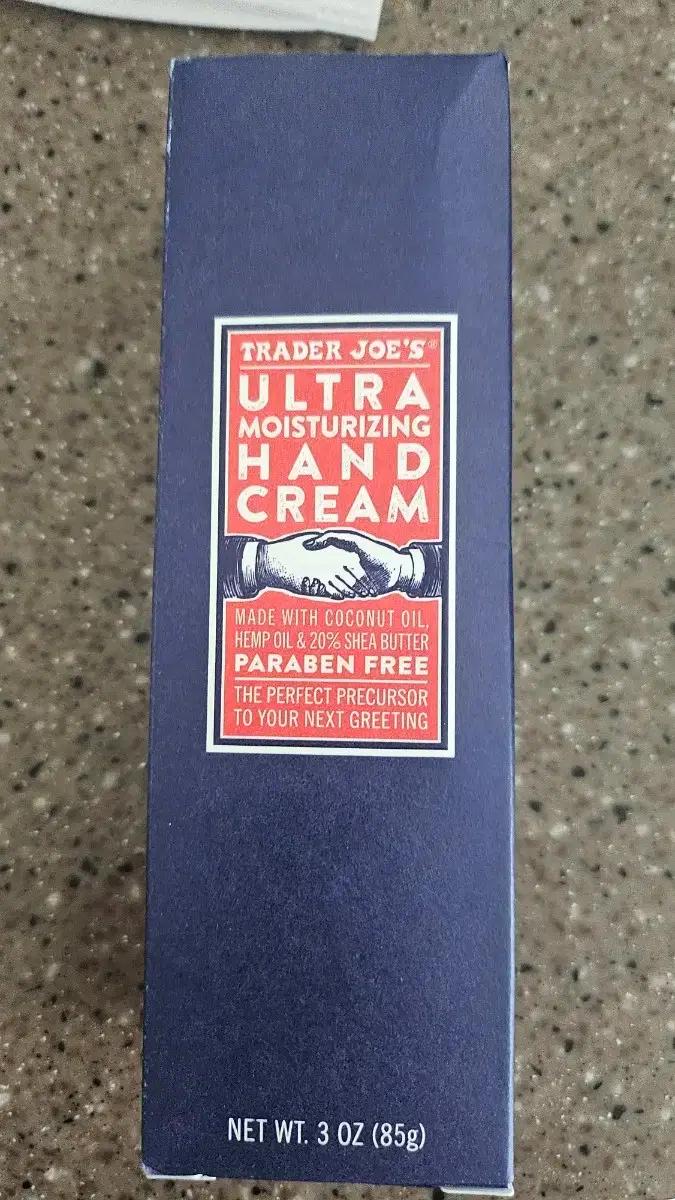 TRADER JOE'S®
ULTRA
MOISTURIZING
HAND
CREAM
MADE WITH COCONUT OIL,
HEMP OIL & 20% SHEA BUTTER
PARABEN FREE
THE PERFECT PRECURSOR
TO YOUR NEXT GREETING
NET WT. 3 OZ (85g)